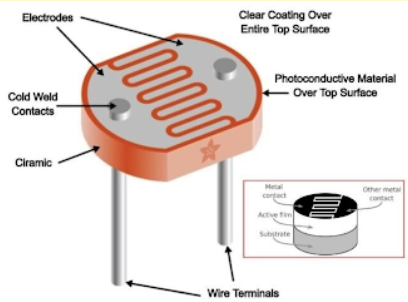 Electrodes
Clear Coating Over
Entire Top Surface
Cold Weld
Contacts
Photoconductive Material
Over Top Surface
Ciramic
Wire Terminals
Metal
contact
Other metal
contact
Active film
Substrate